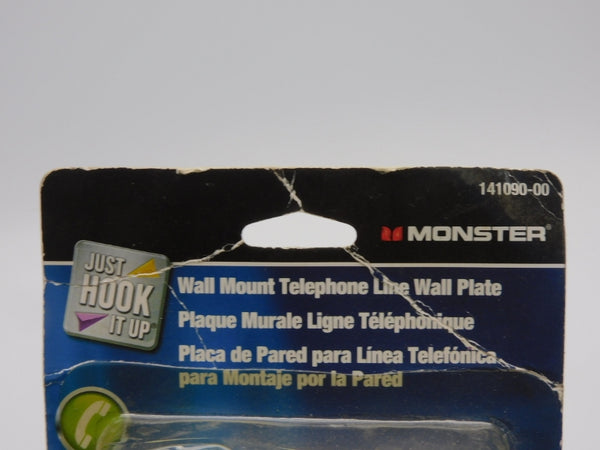 141090-00
MONSTER®
JUST
HOOK
IT UP
Wall Mount Telephone Line Wall Plate
Plaque Murale Ligne Téléphonique
Placa de Pared para Línea Telefónica
para Montaje por la Pared